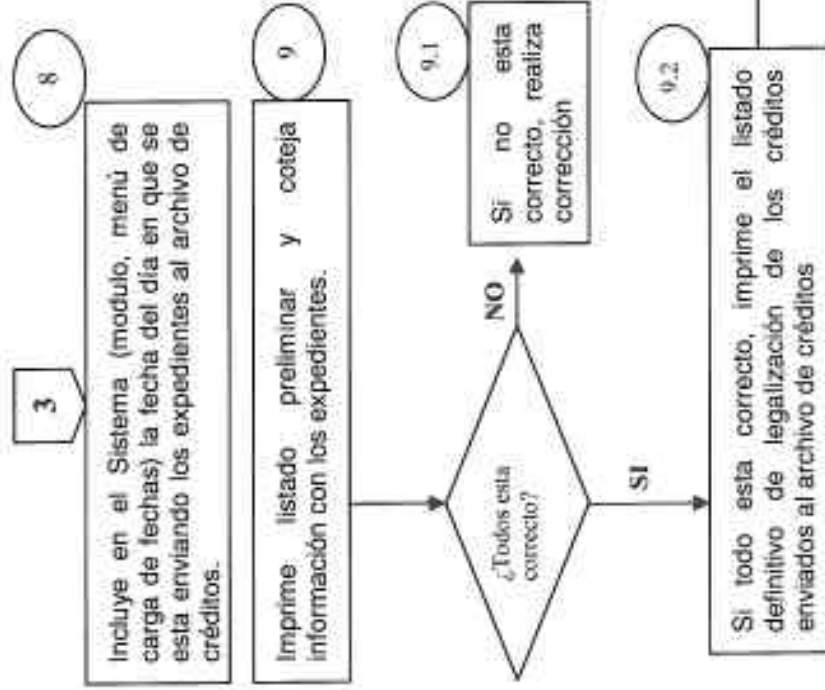 3
8
Incluye en el Sistema (modulo, menú de
carga de fechas) la fecha del día en que se
esta enviando los expedientes al archivo de
créditos.
9
Imprime listado preliminar y coteja
información con los expedientes.
¿Todos esta
correcto?
NO
9.1
Si no esta
correcto, realiza
corrección
SI
9.2
Si todo esta correcto, imprime el listado
definitivo de legalización de los créditos
enviados al archivo de créditos